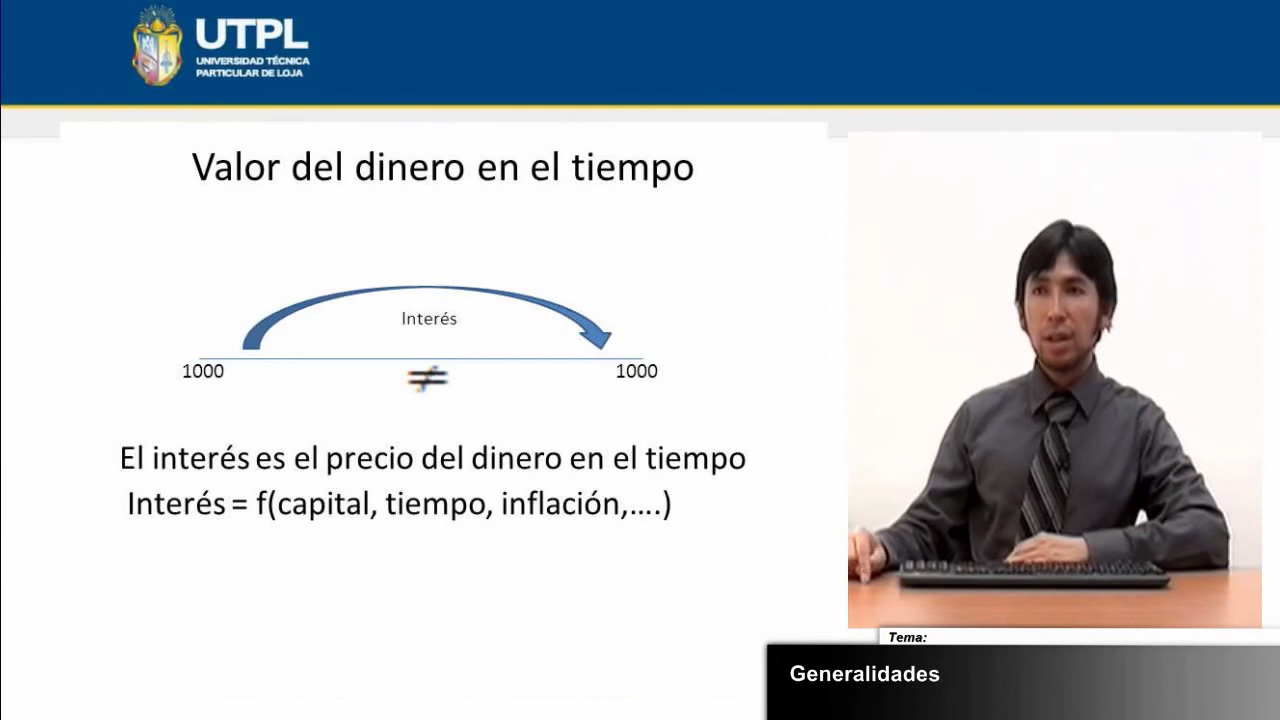 UTPL
UNIVERSIDAD TÉCNICA
PARTICULAR DE LOJA
Valor del dinero en el tiempo
Interés
1000 ≠ 1000
El interés es el precio del dinero en el tiempo
Interés = f(capital, tiempo, inflación,....)
Tema:
Generalidades